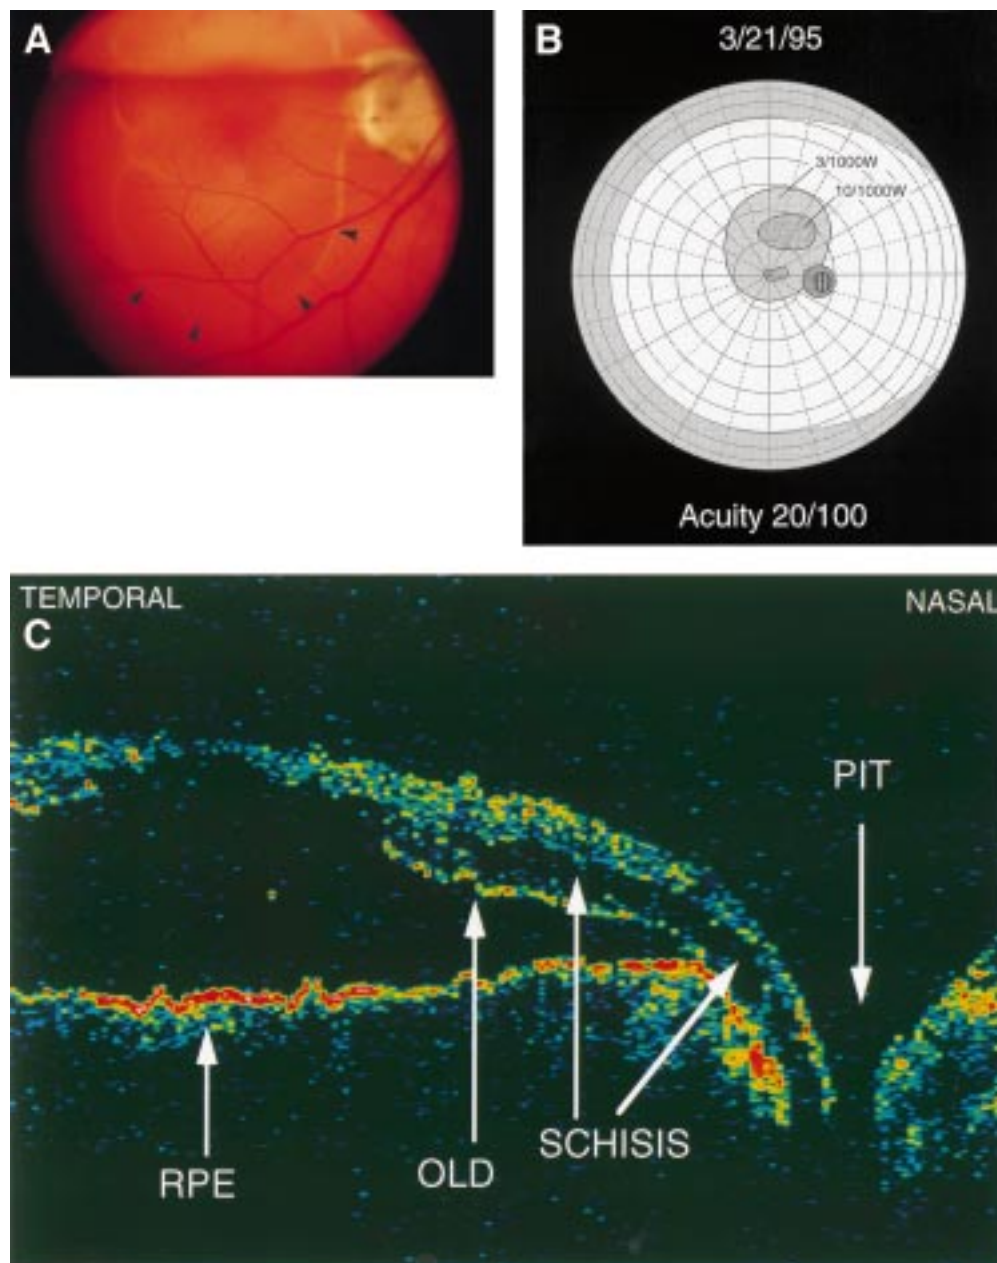 A
B
3/21/95
3/1000W
10/1000W
Acuity 20/100
TEMPORAL
NASAL
C
PIT
SCHISIS
OLD
RPE